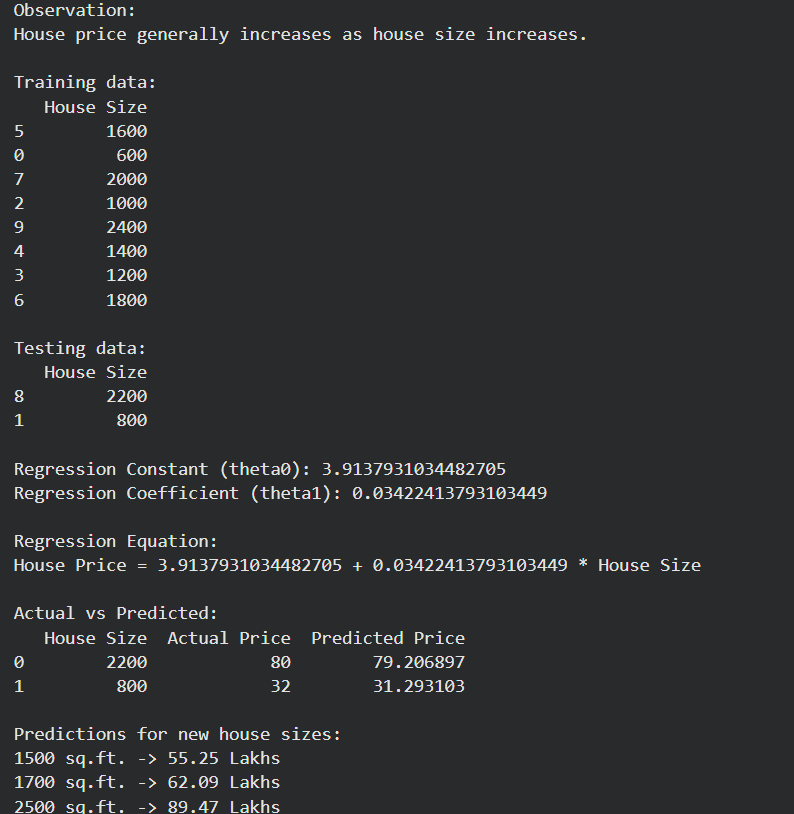 Observation:
House price generally increases as house size increases.
Training data:
House Size
5 1600
0 600
7 2000
2 1000
9 2400
4 1400
3 1200
6 1800
Testing data:
House Size
8 2200
1 800
Regression Constant (theta0): 3.9137931034482705
Regression Coefficient (theta1): 0.03422413793103449
Regression Equation:
House Price = 3.9137931034482705 + 0.03422413793103449 * House Size
Actual vs Predicted:
House Size Actual Price Predicted Price
0 2200 80 79.206897
1 800 32 31.293103
Predictions for new house sizes:
1500 sq.ft. -> 55.25 Lakhs
1700 sq.ft. -> 62.09 Lakhs
2500 sq.ft. -> 89.47 Lakhs